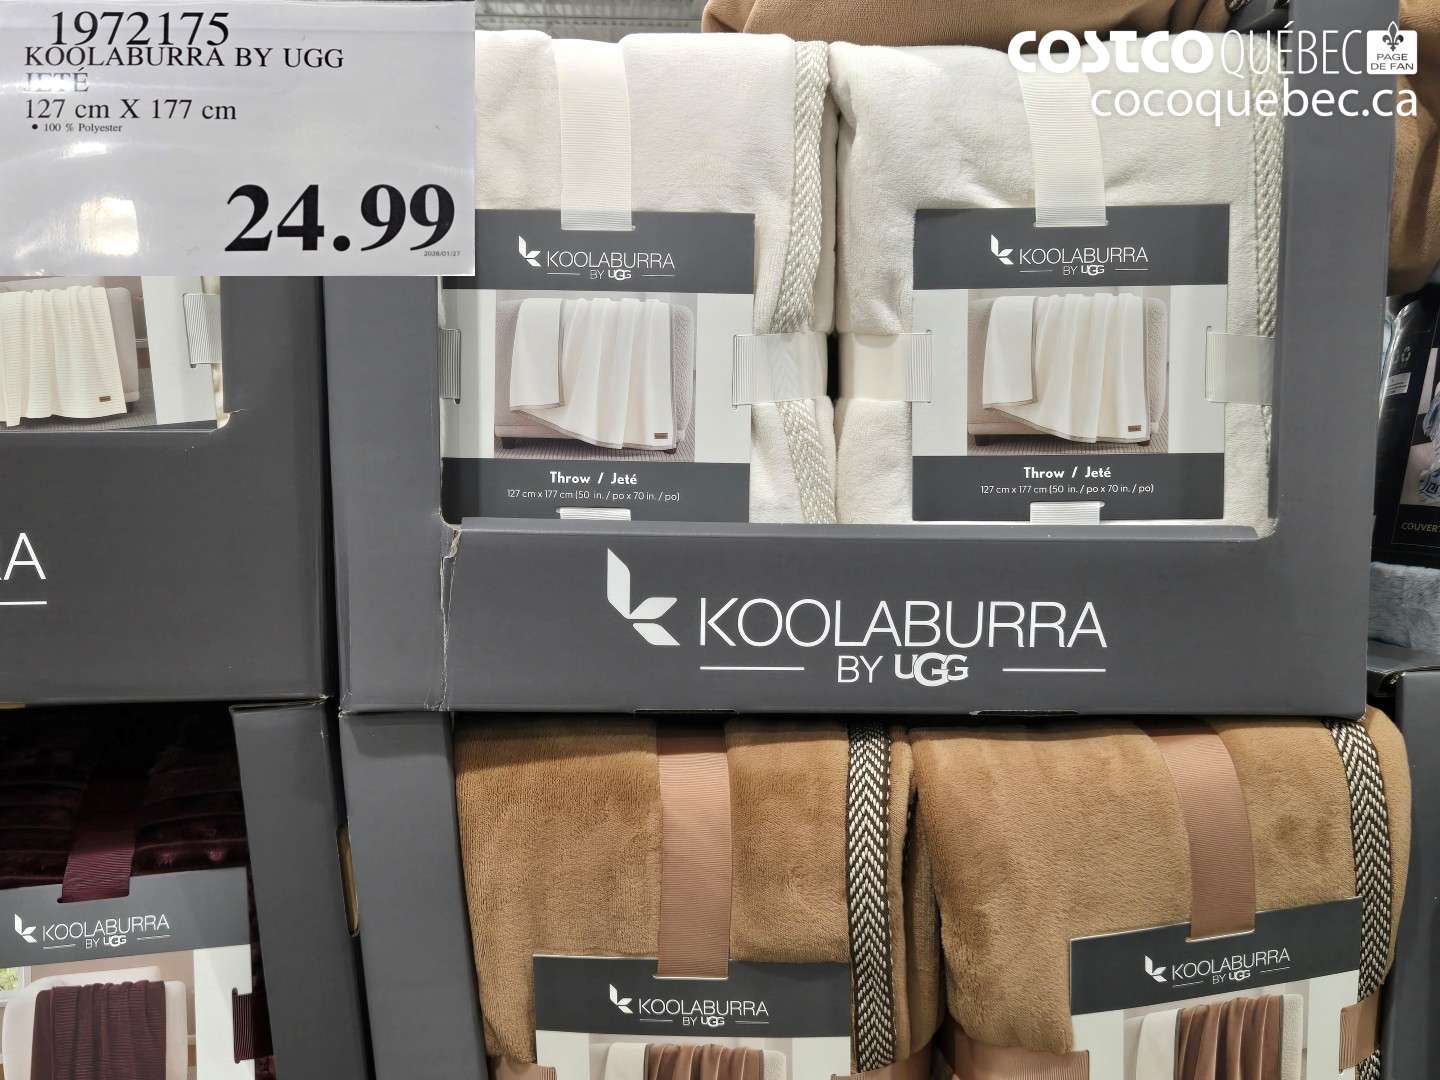 1972175
KOOLABURRA BY UGG
JETÉ
127 cm X 177 cm
• 100 % Polyester
24.99
COSTCO QUÉBEC
PAGE
DE FAN
cocoquebec.ca
KOOLABURRA
BY UGG
Throw / Jeté
127 cm x 177 cm (50 in. / po x 70 in. / po)
KOOLABURRA
BY UGG
Throw / Jeté
127 cm x 177 cm (50 in. / po x 70 in. / po)
RA
KOOLABURRA
BY UGG
COUVER
KOOLABURRA
BY UGG
KOOLABURRA
BY UGG
KOOLABURRA
BY UGG